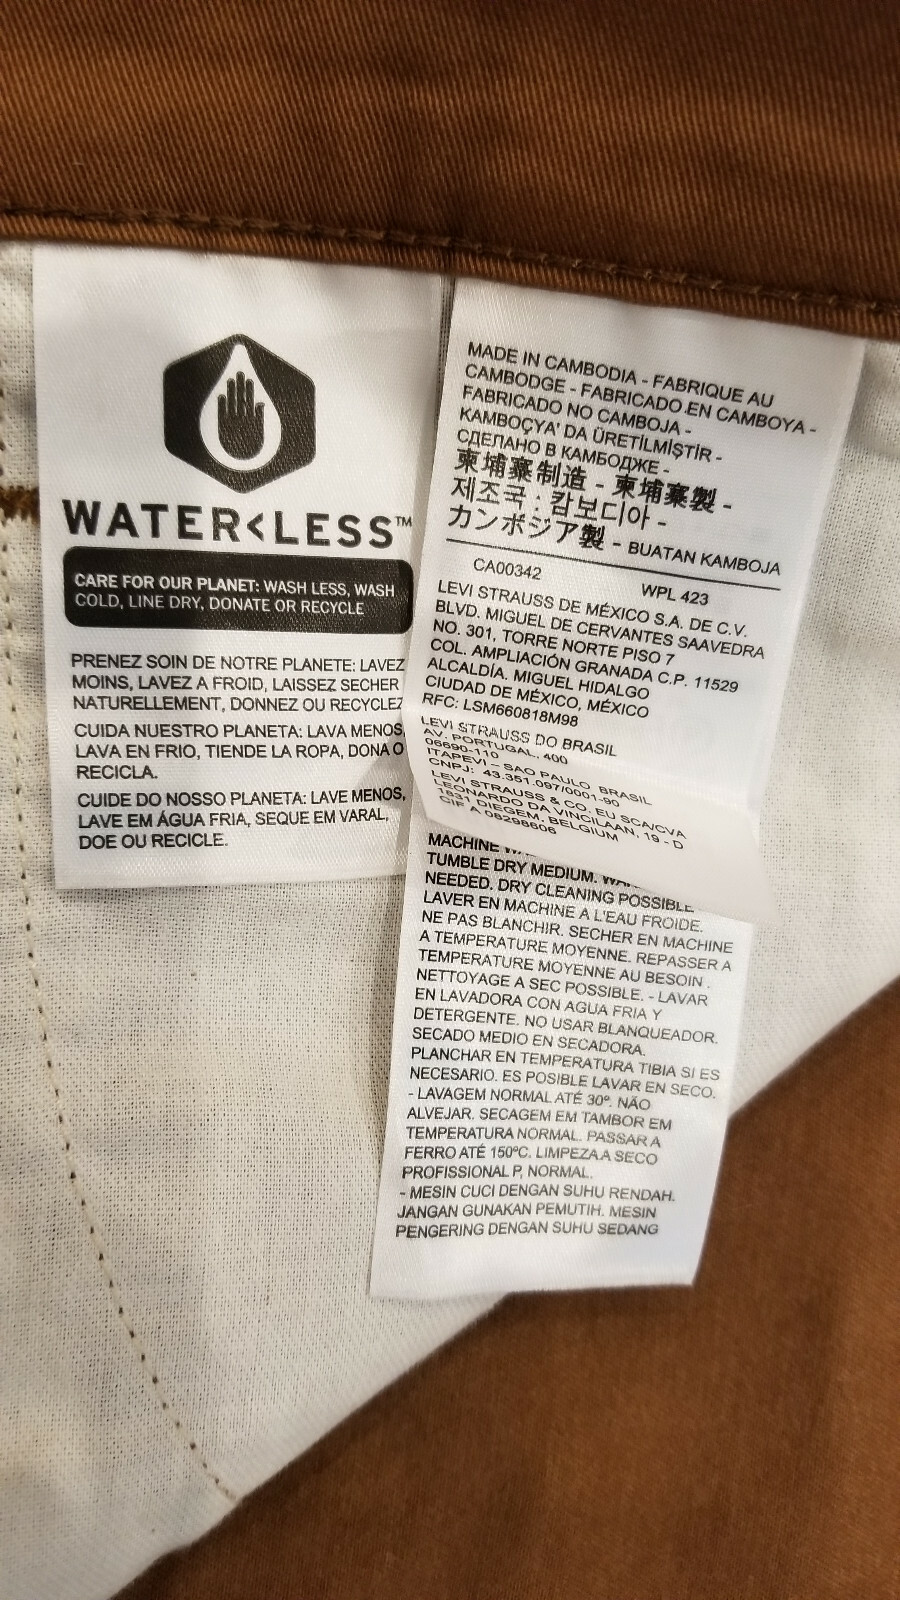 WATER<LESS™
CARE FOR OUR PLANET: WASH LESS, WASH
COLD, LINE DRY, DONATE OR RECYCLE
PRENEZ SOIN DE NOTRE PLANETE: LAVEZ
MOINS, LAVEZ A FROID, LAISSEZ SECHER
NATURELLEMENT, DONNEZ OU RECYCLEZ
CUIDA NUESTRO PLANETA: LAVA MENOS,
LAVA EN FRIO, TIENDE LA ROPA, DONA O
RECICLA.
CUIDE DO NOSSO PLANETA: LAVE MENOS,
LAVE EM ÁGUA FRIA, SEQUE EM VARAL,
DOE OU RECICLE.
MADE IN CAMBODIA - FABRIQUE AU
CAMBODGE - FABRICADO EN CAMBOYA -
FABRICADO NO CAMBOJA -
KAMBOÇYA' DA ÜRETİLMİŞTİR -
СДЕЛАНО В КАМБОДЖЕ -
柬埔寨制造 - 柬埔寨製 -
제조국 : 캄보디아 -
カンボジア製 - BUATAN KAMBOJA
CA00342 WPL 423
LEVI STRAUSS DE MÉXICO S.A. DE C.V.
BLVD. MIGUEL DE CERVANTES SAAVEDRA
NO. 301, TORRE NORTE PISO 7
COL. AMPLIACIÓN GRANADA C.P. 11529
ALCALDÍA. MIGUEL HIDALGO
CIUDAD DE MÉXICO, MÉXICO
RFC: LSM660818M98
LEVI STRAUSS DO BRASIL
AV. PORTUGAL, 400
06690-110
ITAPEVI – SAO PAULO, BRASIL
CNPJ: 43.351.097/0001-90
LEVI STRAUSS & CO. EU SCA/CVA
LEONARDO DA VINCILAAN, 19 - D
1831 DIEGEM, BELGIUM
CIF A 08298606
MACHINE
TUMBLE DRY MEDIUM.
NEEDED. DRY CLEANING POSSIBLE
LAVER EN MACHINE A L'EAU FROIDE.
NE PAS BLANCHIR. SECHER EN MACHINE
A TEMPERATURE MOYENNE. REPASSER A
TEMPERATURE MOYENNE AU BESOIN .
NETTOYAGE A SEC POSSIBLE. - LAVAR
EN LAVADORA CON AGUA FRIA Y
DETERGENTE. NO USAR BLANQUEADOR.
SECADO MEDIO EN SECADORA.
PLANCHAR EN TEMPERATURA TIBIA SI ES
NECESARIO. ES POSIBLE LAVAR EN SECO.
- LAVAGEM NORMAL ATÉ 30º. NÃO
ALVEJAR. SECAGEM EM TAMBOR EM
TEMPERATURA NORMAL. PASSAR A
FERRO ATÉ 150ºC. LIMPEZA A SECO
PROFISSIONAL P, NORMAL.
- MESIN CUCI DENGAN SUHU RENDAH.
JANGAN GUNAKAN PEMUTIH. MESIN
PENGERING DENGAN SUHU SEDANG